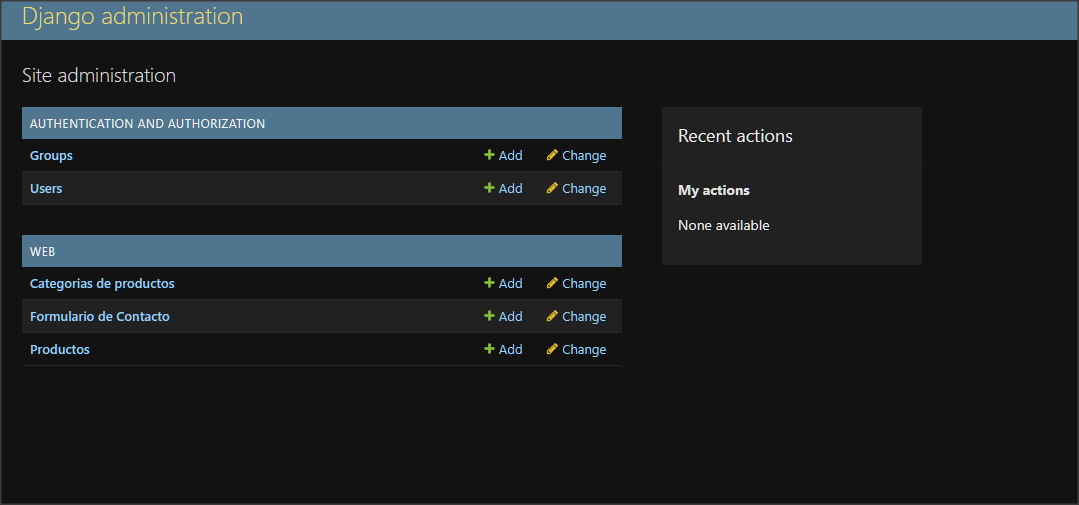 Django administration
Site administration
AUTHENTICATION AND AUTHORIZATION
Groups Add Change
Users Add Change
WEB
Categorias de productos Add Change
Formulario de Contacto Add Change
Productos Add Change
Recent actions
My actions
None available